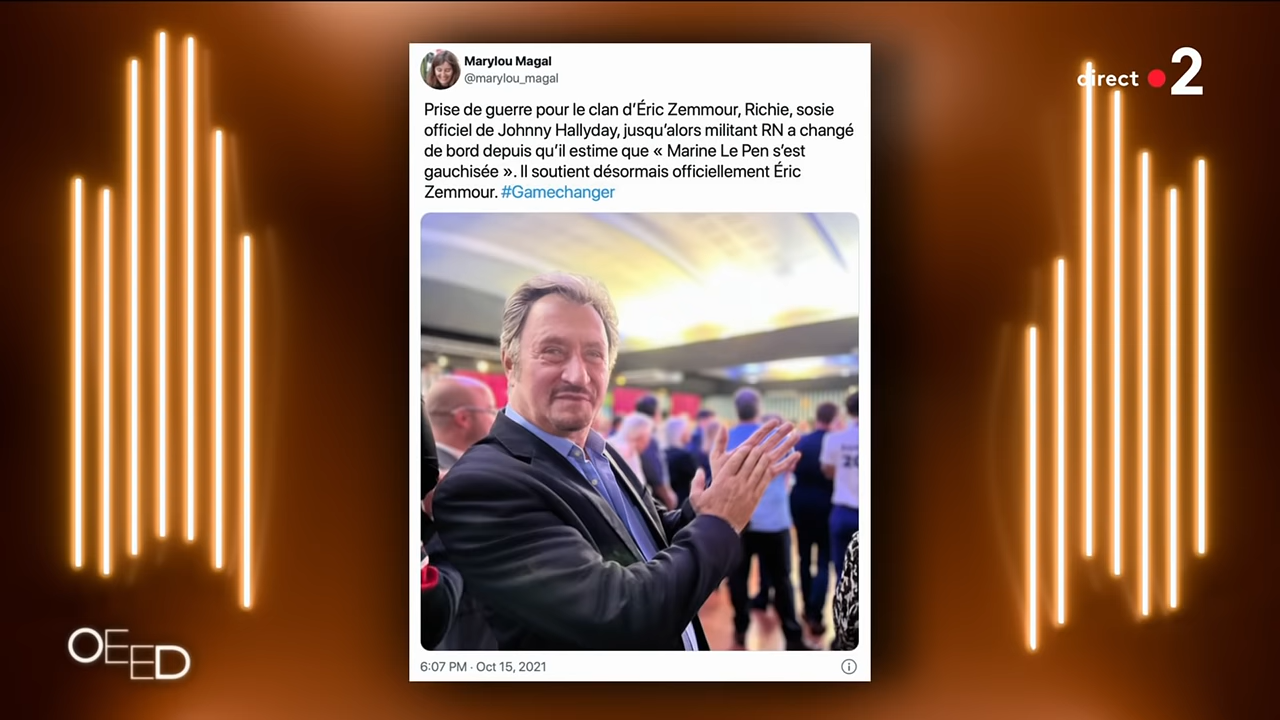 Marylou Magal
@marylou_magal
direct 2
Prise de guerre pour le clan d'Éric Zemmour, Richie, sosie
officiel de Johnny Hallyday, jusqu'alors militant RN a changé
de bord depuis qu'il estime que « Marine Le Pen s'est
gauchisée ». Il soutient désormais officiellement Éric
Zemmour. #Gamechanger
20
6:07 PM · Oct 15, 2021
OEED